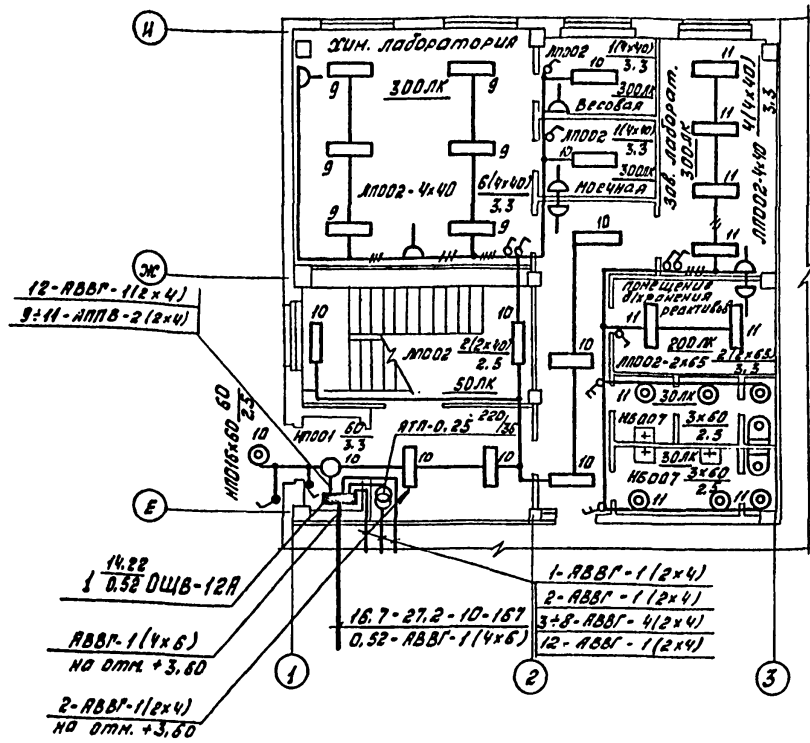 И
ХИМ. ЛАБОРАТОРИЯ
300ЛК
9
9
9
9
9
9
ЛПО02-4х40
6(4х40)
3,3
ЛПО02
1(4х40)
3,3
10
300ЛК
ВЕСОВАЯ
ЛПО02
1(4х40)
3,3
10
300ЛК
МОЕЧНАЯ
Зав. лаборат.
300ЛК
ЛПО02-4х40
4(4х40)
3,3
11
11
11
11
Ж
12-АВВГ-1(2х4)
9÷11-АППВ-2(2х4)
10
10
ЛПО02
2(2х40)
2.5
50ЛК
10
10
10
ПОМЕЩЕНИЕ
ХРАНЕНИЯ
РЕАКТИВОВ
11
11
200ЛК
ЛПО02-2х65
2(2х65)
3,3
11
30ЛК
НБО07
3х60
2.5
30ЛК
НБО07
3х60
2.5
11
11
НПО16х60
60
2.5
10
НПО01
60
3.3
10
АТП-0,25
220
/36
10
10
Е
1
14.22
0.52
ОЩВ-12А
АВВГ-1(4х6)
на отм. +3,60
2-АВВГ-1(2х4)
на отм. +3,60
16.7-27.2-10-167
0,52-АВВГ-1(4х6)
1-АВВГ-1(2х4)
2-АВВГ-1(2х4)
3÷8-АВВГ-4(2х4)
12-АВВГ-1(2х4)
1
2
3